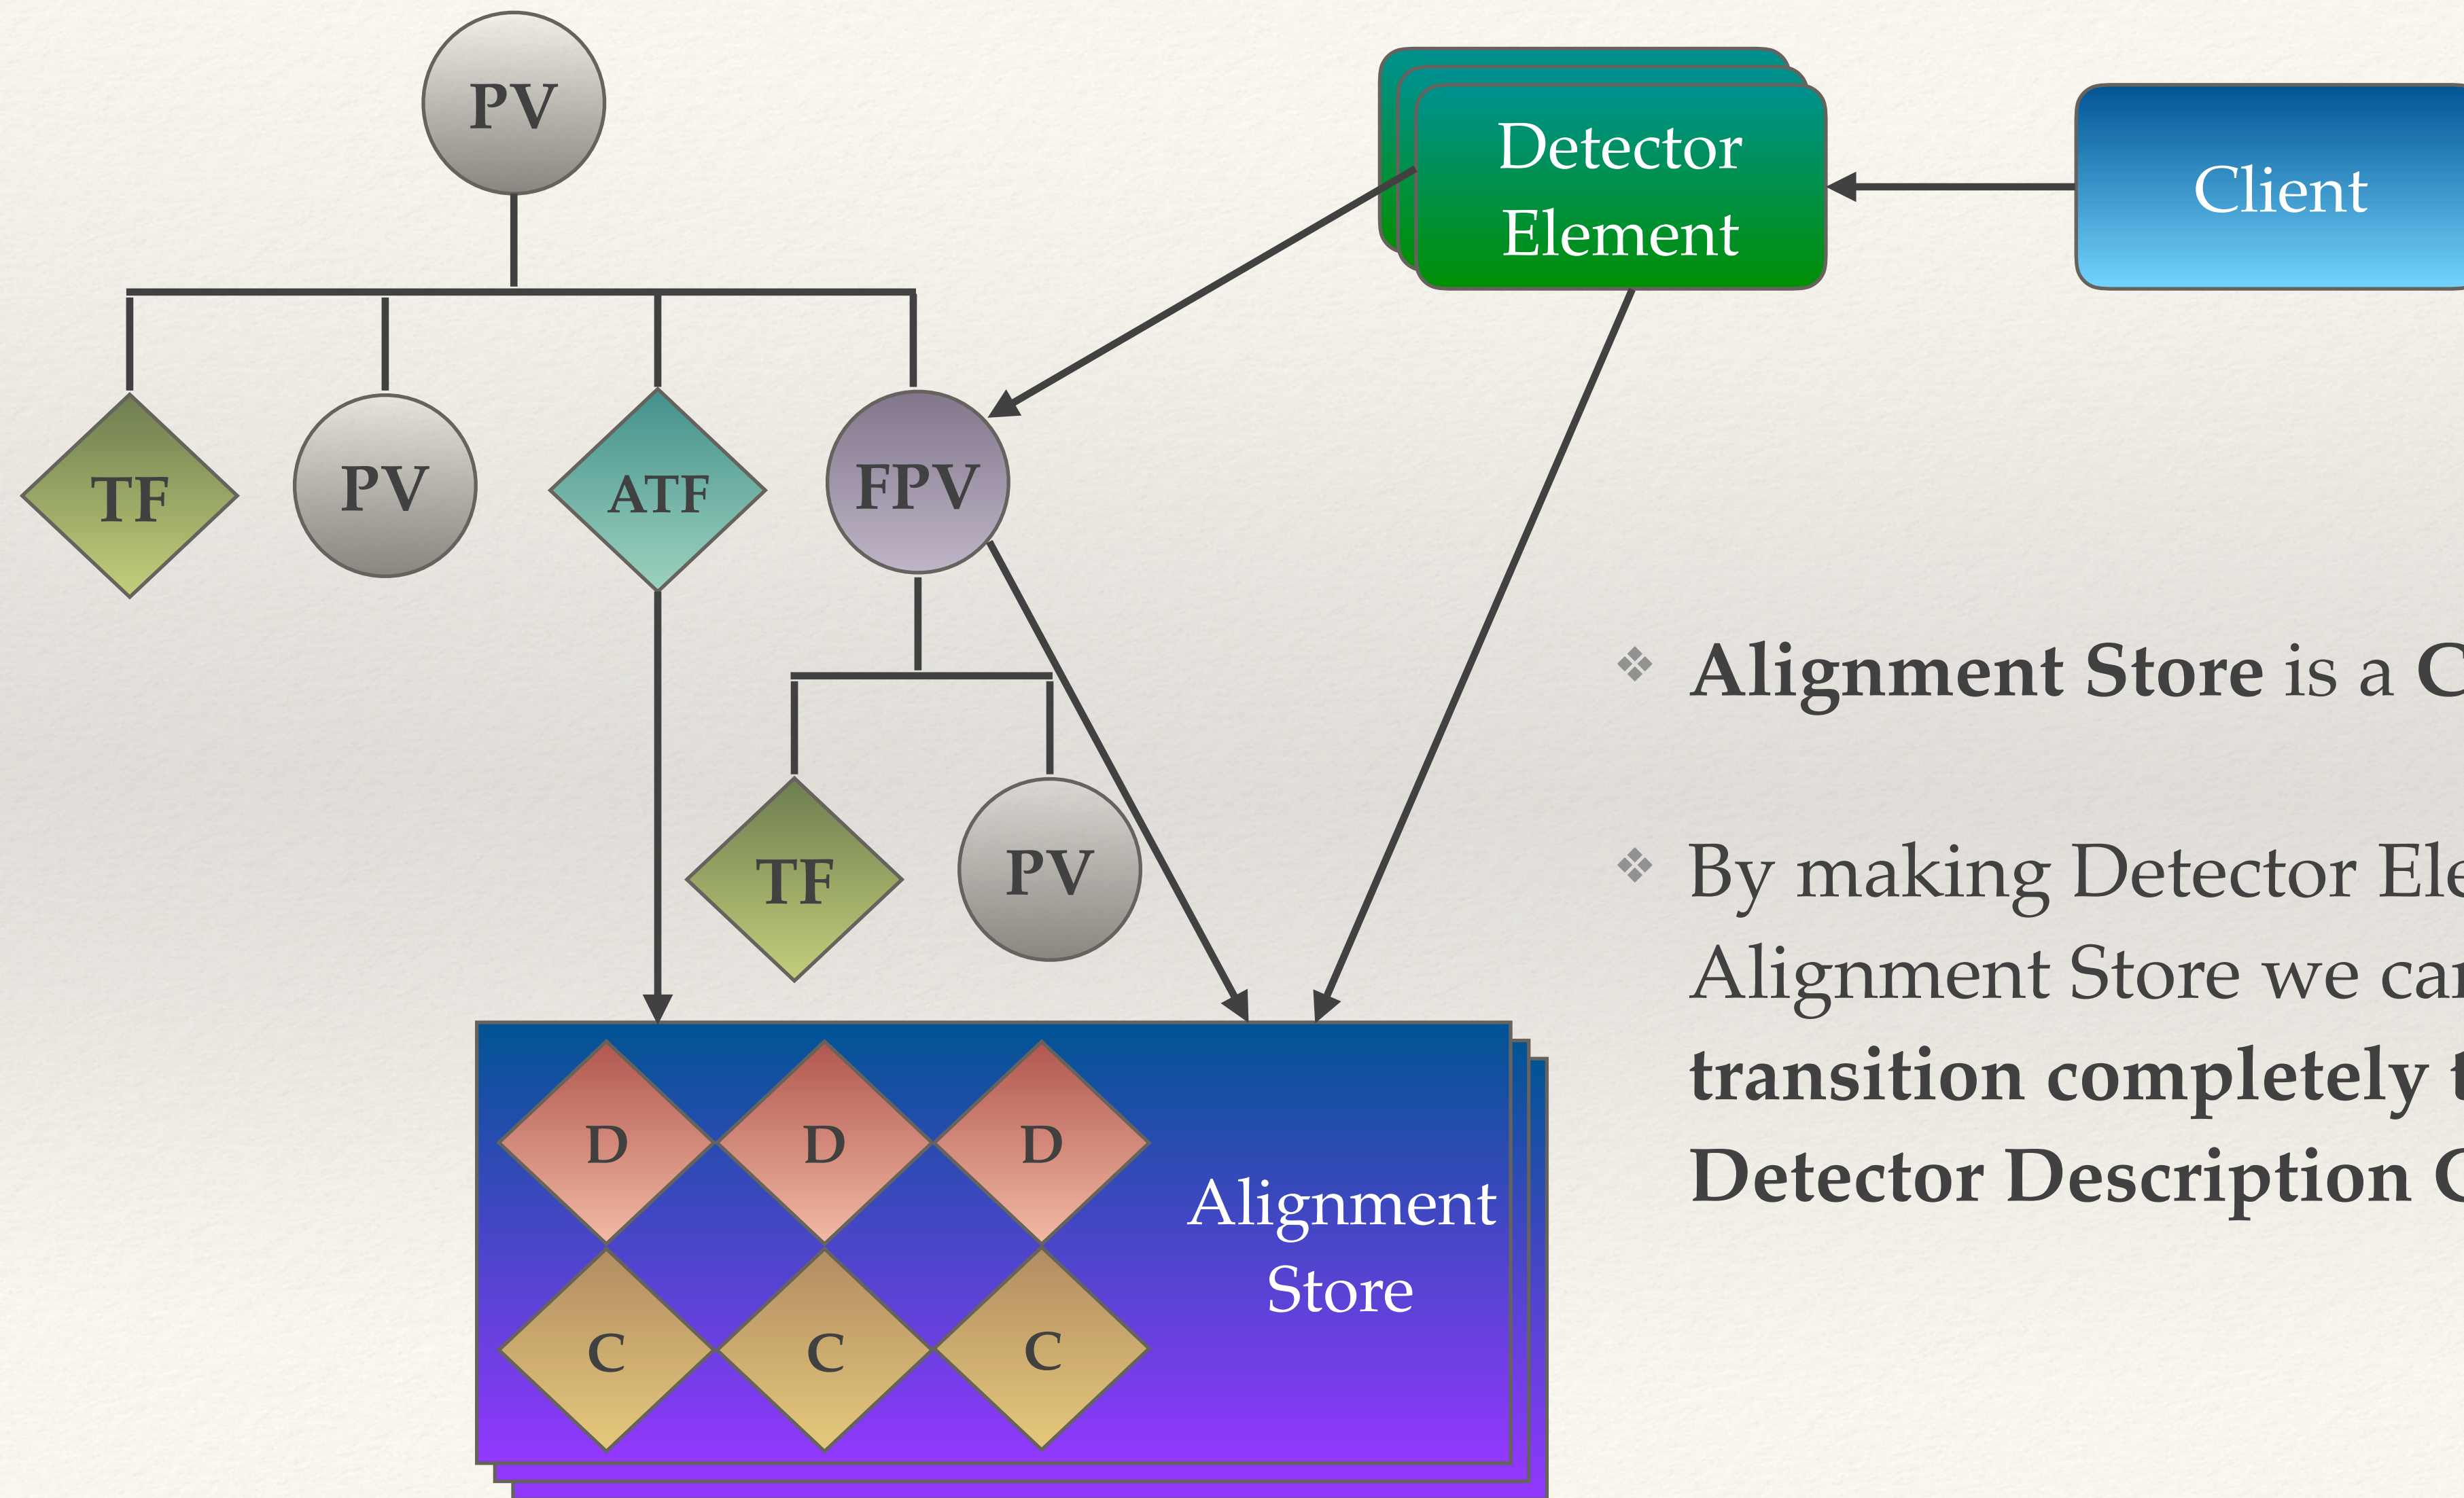 PV
Detector
Element
Client
TF
PV
ATF
FPV
TF
PV
D
D
D
C
C
C
Alignment
Store
Alignment Store is a
By making Detector
Alignment Store we
transition completely
Detector Description